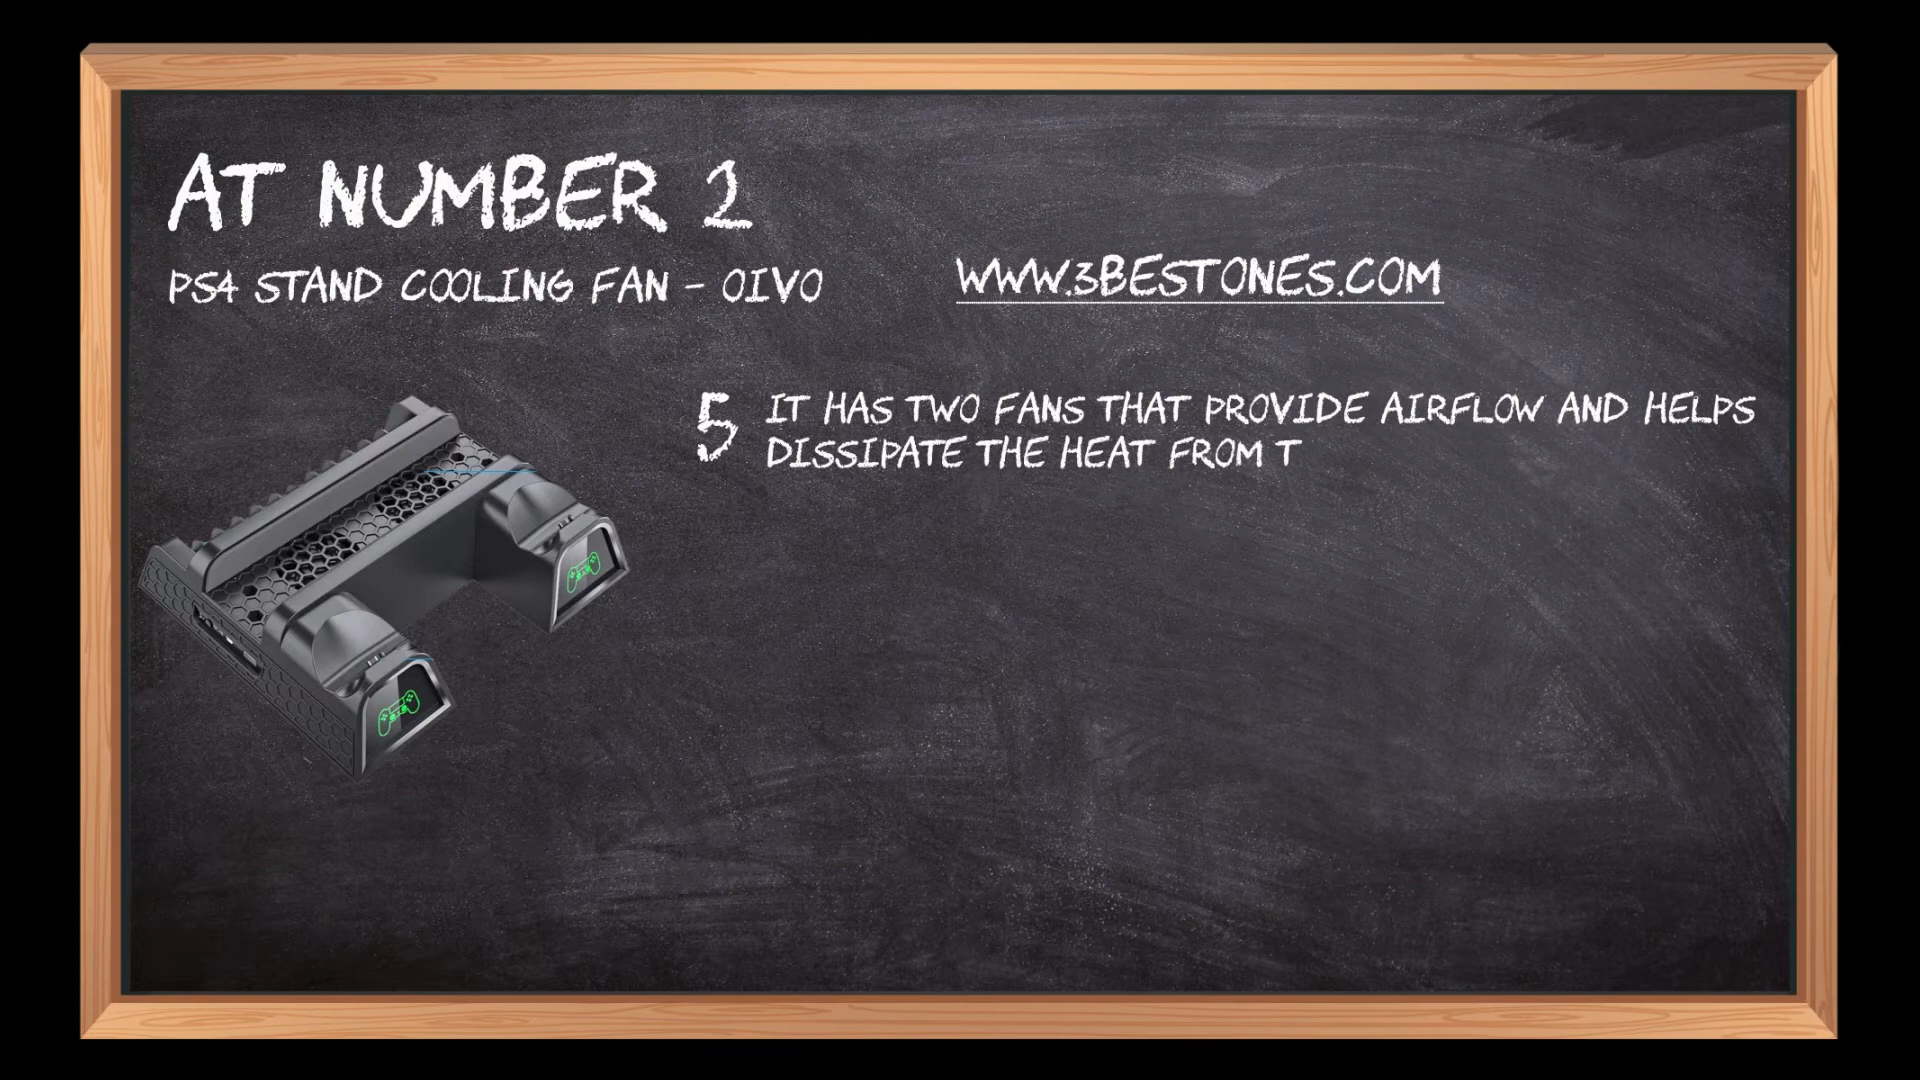 AT NUMBER 2
PS4 STAND COOLING FAN - OIVO
WWW.3BESTONES.COM
5 IT HAS TWO FANS THAT PROVIDE AIRFLOW AND HELPS
DISSIPATE THE HEAT FROM T